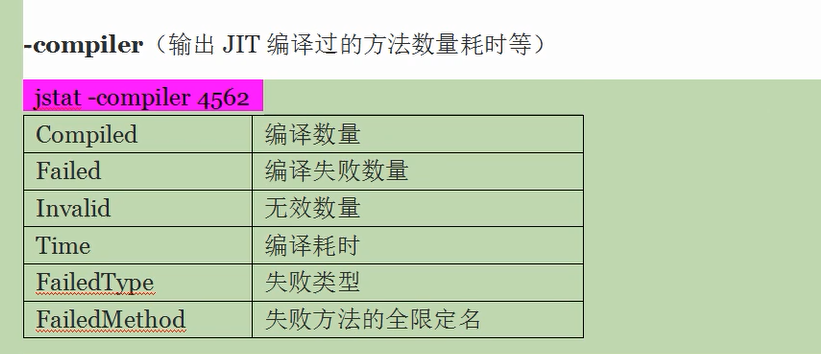 -compiler（输出 JIT 编译过的方法数量耗时等）
jstat -compiler 4562
Compiled 编译数量
Failed 编译失败数量
Invalid 无效数量
Time 编译耗时
FailedType 失败类型
FailedMethod 失败方法的全限定名